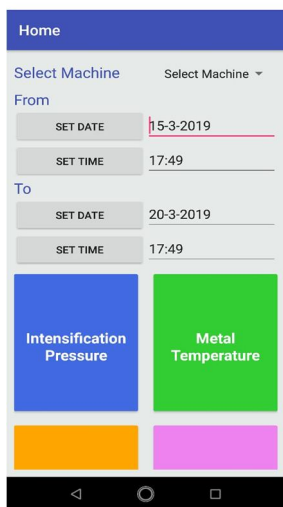 Home
Select Machine Select Machine
From
SET DATE 15-3-2019
SET TIME 17:49
To
SET DATE 20-3-2019
SET TIME 17:49
Intensification Metal
Pressure Temperature